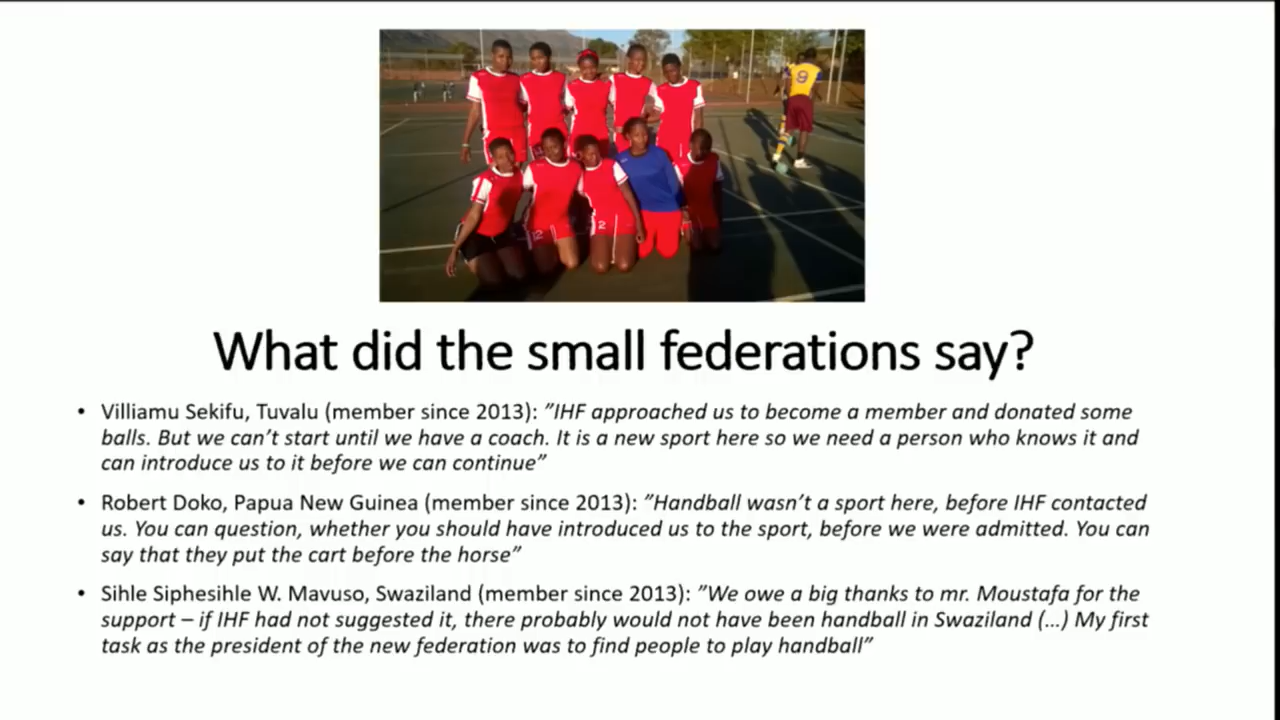 9
2
2
What did the small federations say?
• Villiamu Sekifu, Tuvalu (member since 2013): ”IHF approached us to become a member and donated some
balls. But we can’t start until we have a coach. It is a new sport here so we need a person who knows it and
can introduce us to it before we can continue”
• Robert Doko, Papua New Guinea (member since 2013): ”Handball wasn’t a sport here, before IHF contacted
us. You can question, whether you should have introduced us to the sport, before we were admitted. You can
say that they put the cart before the horse”
• Sihle Siphesihle W. Mavuso, Swaziland (member since 2013): ”We owe a big thanks to mr. Moustafa for the
support – if IHF had not suggested it, there probably would not have been handball in Swaziland (…) My first
task as the president of the new federation was to find people to play handball”